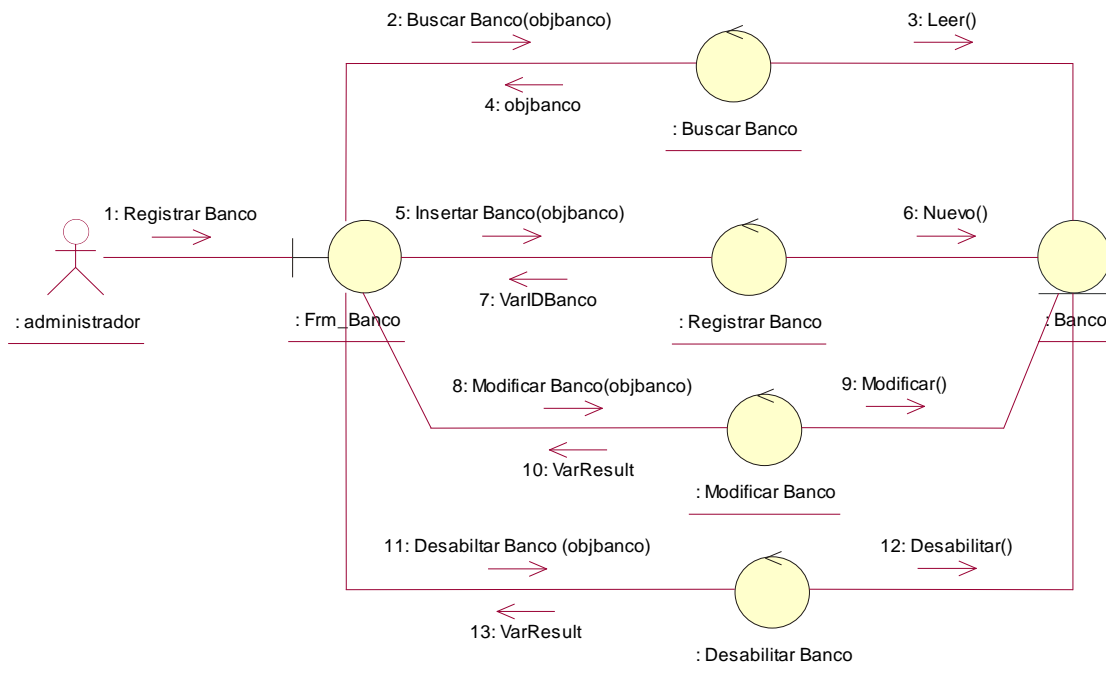 2: Buscar Banco(objbanco)
3: Leer()
4: objbanco
: Buscar Banco
1: Registrar Banco
5: Insertar Banco(objbanco)
6: Nuevo()
7: VarIDBanco
: administrador
: Frm_Banco
: Registrar Banco
: Banco
8: Modificar Banco(objbanco)
9: Modificar()
10: VarResult
: Modificar Banco
11: Desabiltar Banco (objbanco)
12: Desabilitar()
13: VarResult
: Desabilitar Banco